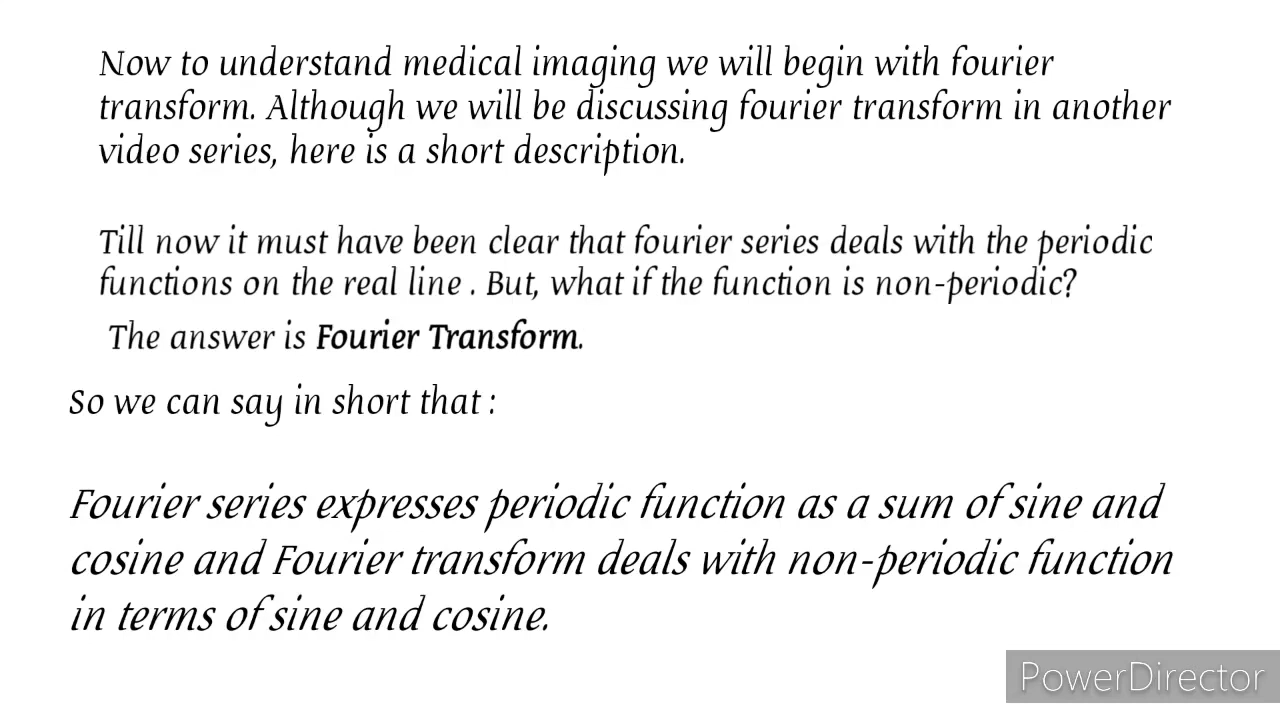 Now to understand medical imaging we will begin with fourier
transform. Although we will be discussing fourier transform in another
video series, here is a short description.
Till now it must have been clear that fourier series deals with the periodic
functions on the real line . But, what if the function is non-periodic?
The answer is Fourier Transform.
So we can say in short that :
Fourier series expresses periodic function as a sum of sine and
cosine and Fourier transform deals with non-periodic function
in terms of sine and cosine.
PowerDirector